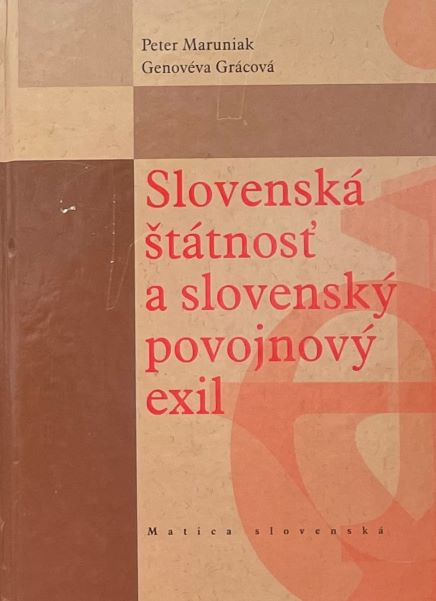 Peter Maruniak
Genovéva Grácová
Slovenská
štátnosť
a slovenský
povojnový
exil
Matica slovenská